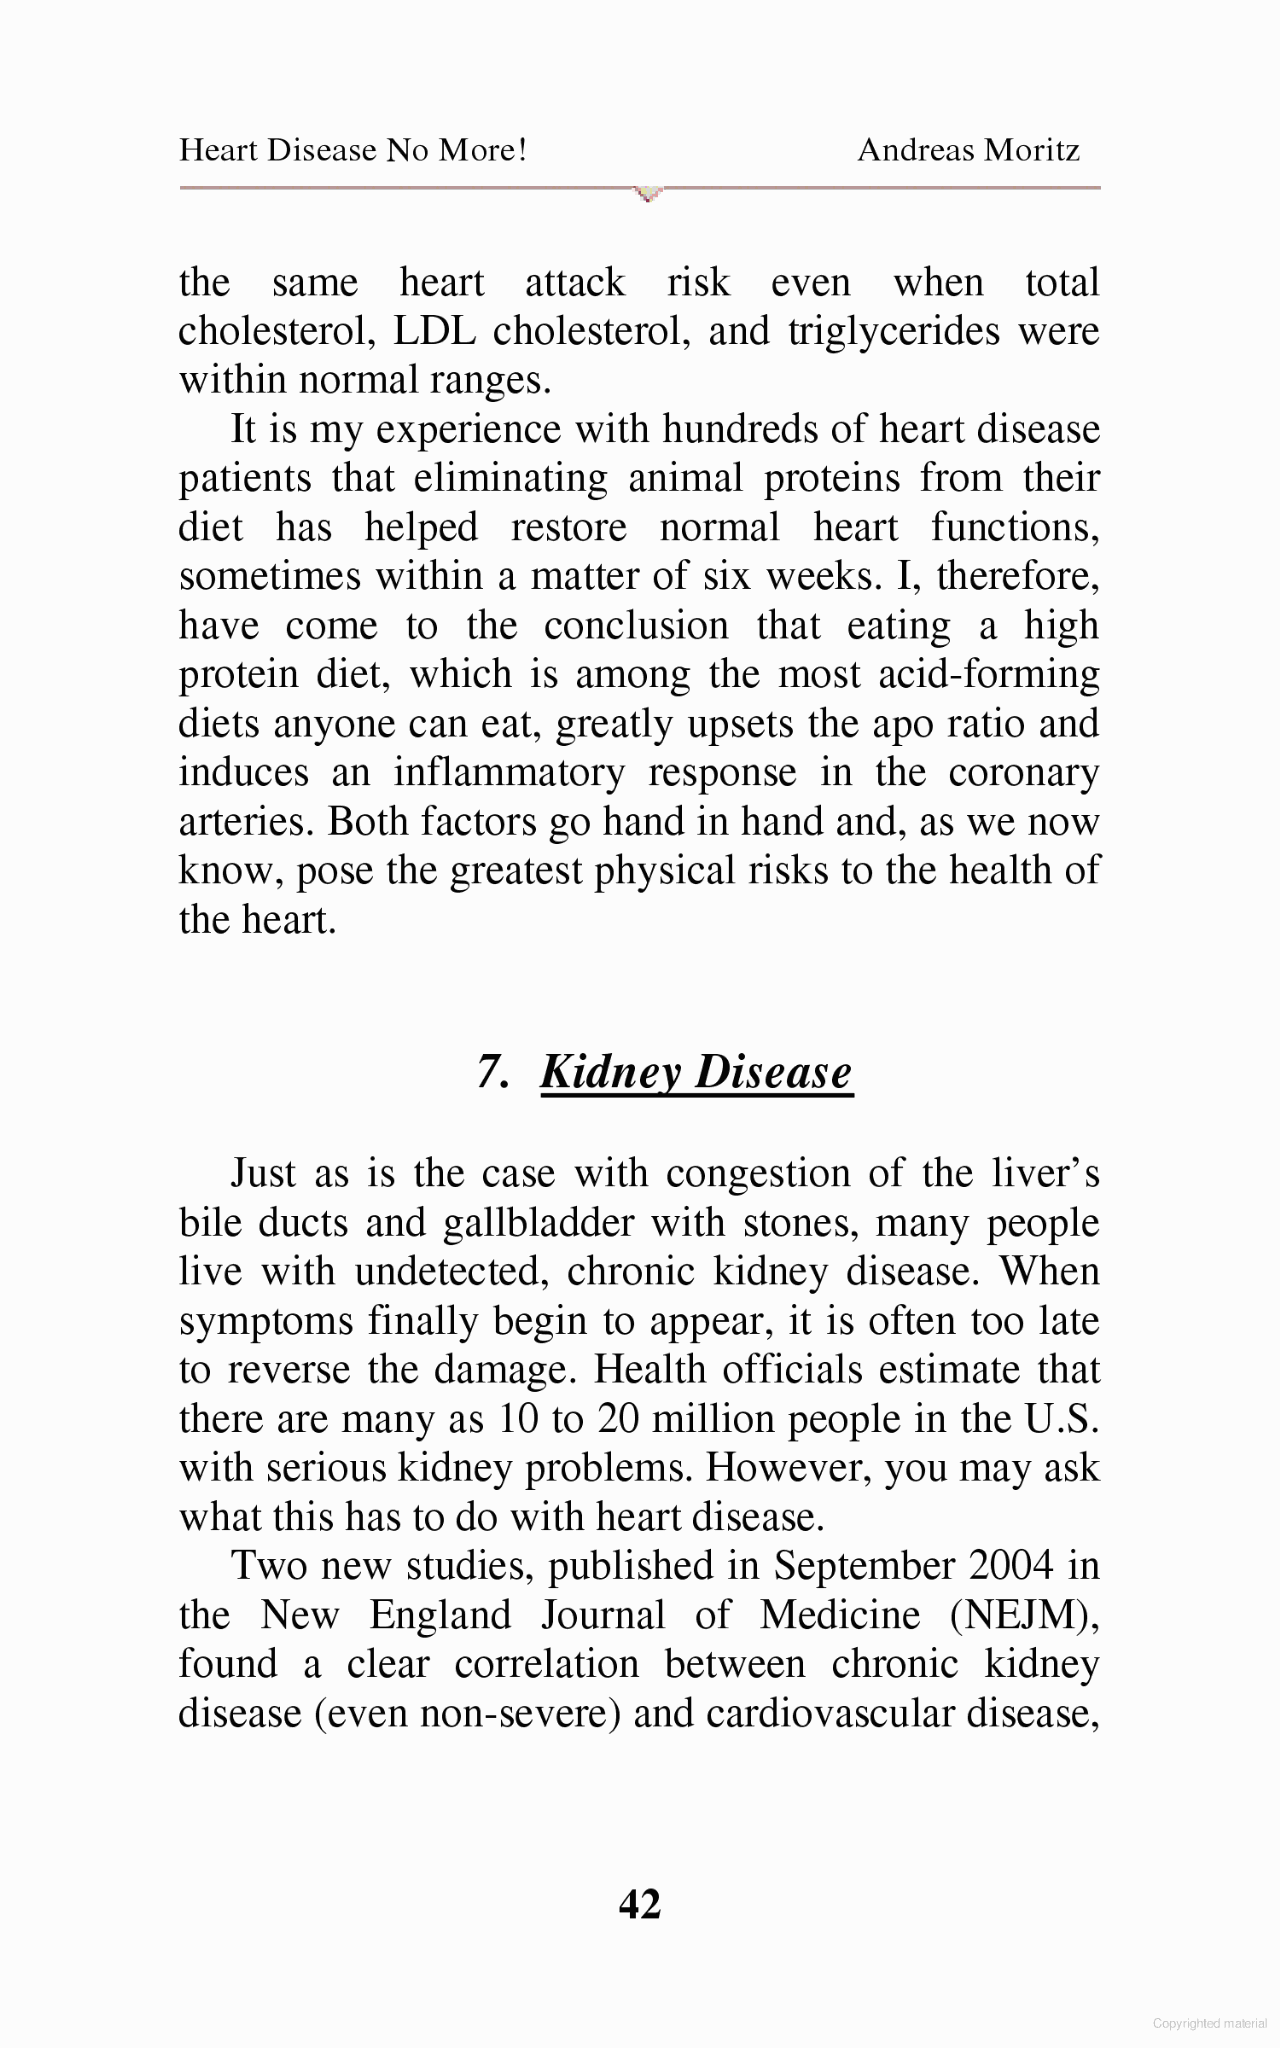 Heart Disease No More! Andreas Moritz
the same heart attack risk even when total
cholesterol, LDL cholesterol, and triglycerides were
within normal ranges.
It is my experience with hundreds of heart disease
patients that eliminating animal proteins from their
diet has helped restore normal heart functions,
sometimes within a matter of six weeks. I, therefore,
have come to the conclusion that eating a high
protein diet, which is among the most acid-forming
diets anyone can eat, greatly upsets the apo ratio and
induces an inflammatory response in the coronary
arteries. Both factors go hand in hand and, as we now
know, pose the greatest physical risks to the health of
the heart.
7. Kidney Disease
Just as is the case with congestion of the liver’s
bile ducts and gallbladder with stones, many people
live with undetected, chronic kidney disease. When
symptoms finally begin to appear, it is often too late
to reverse the damage. Health officials estimate that
there are many as 10 to 20 million people in the U.S.
with serious kidney problems. However, you may ask
what this has to do with heart disease.
Two new studies, published in September 2004 in
the New England Journal of Medicine (NEJM),
found a clear correlation between chronic kidney
disease (even non-severe) and cardiovascular disease,
42
Copyrighted material